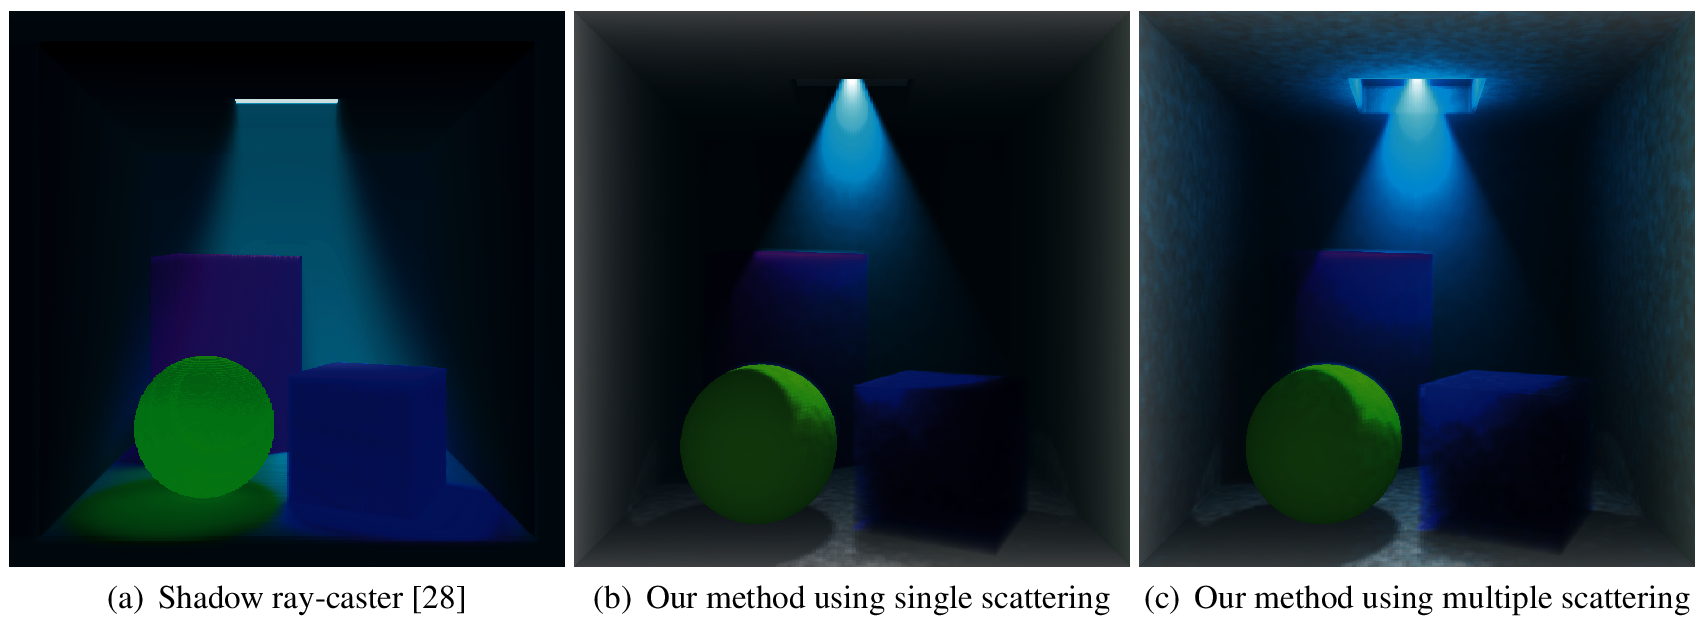 (a) Shadow ray-caster [28]
(b) Our method using single scattering
(c) Our method using multiple scattering